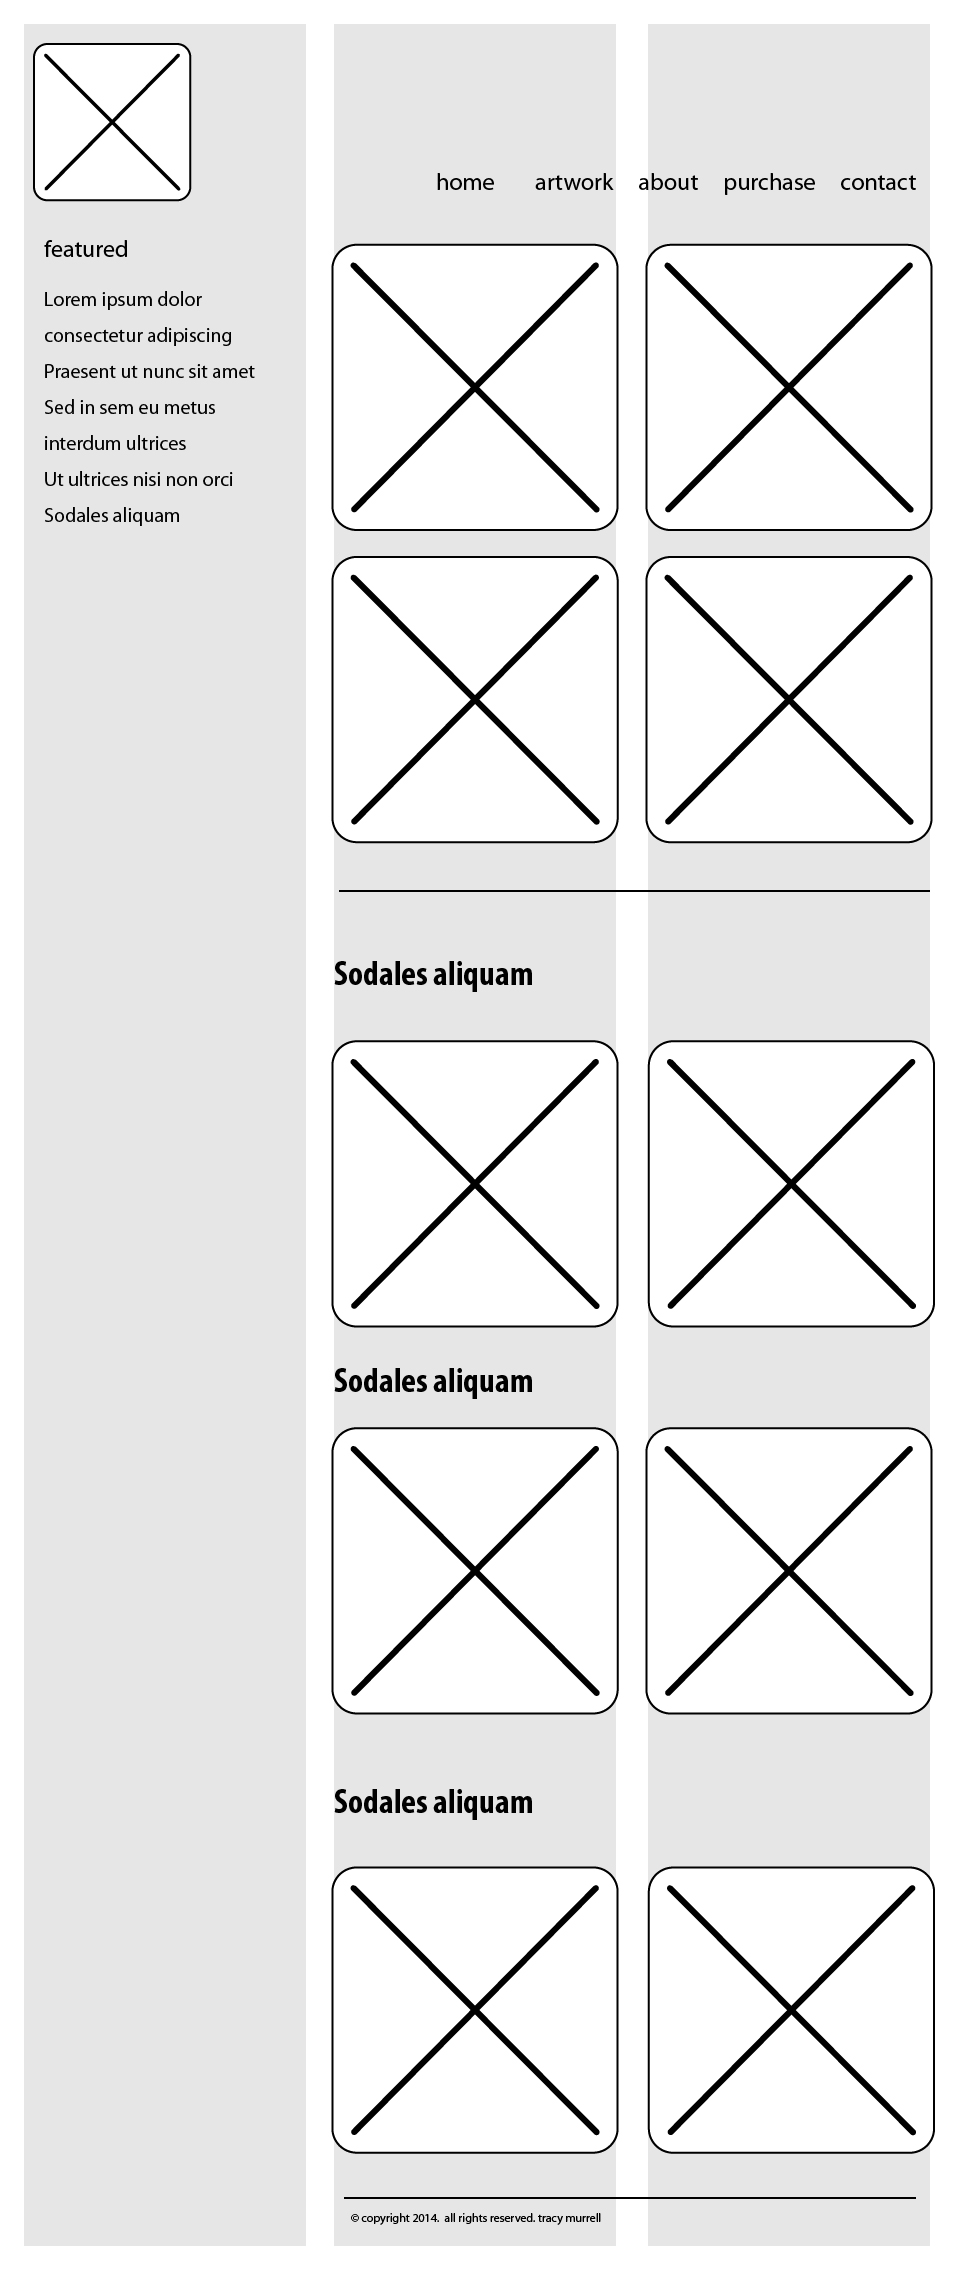 home artwork about purchase contact
featured
Lorem ipsum dolor
consectetur adipiscing
Praesent ut nunc sit amet
Sed in sem eu metus
interdum ultrices
Ut ultrices nisi non orci
Sodales aliquam
Sodales aliquam
Sodales aliquam
Sodales aliquam
© copyright 2014. all rights reserved. tracy murrell